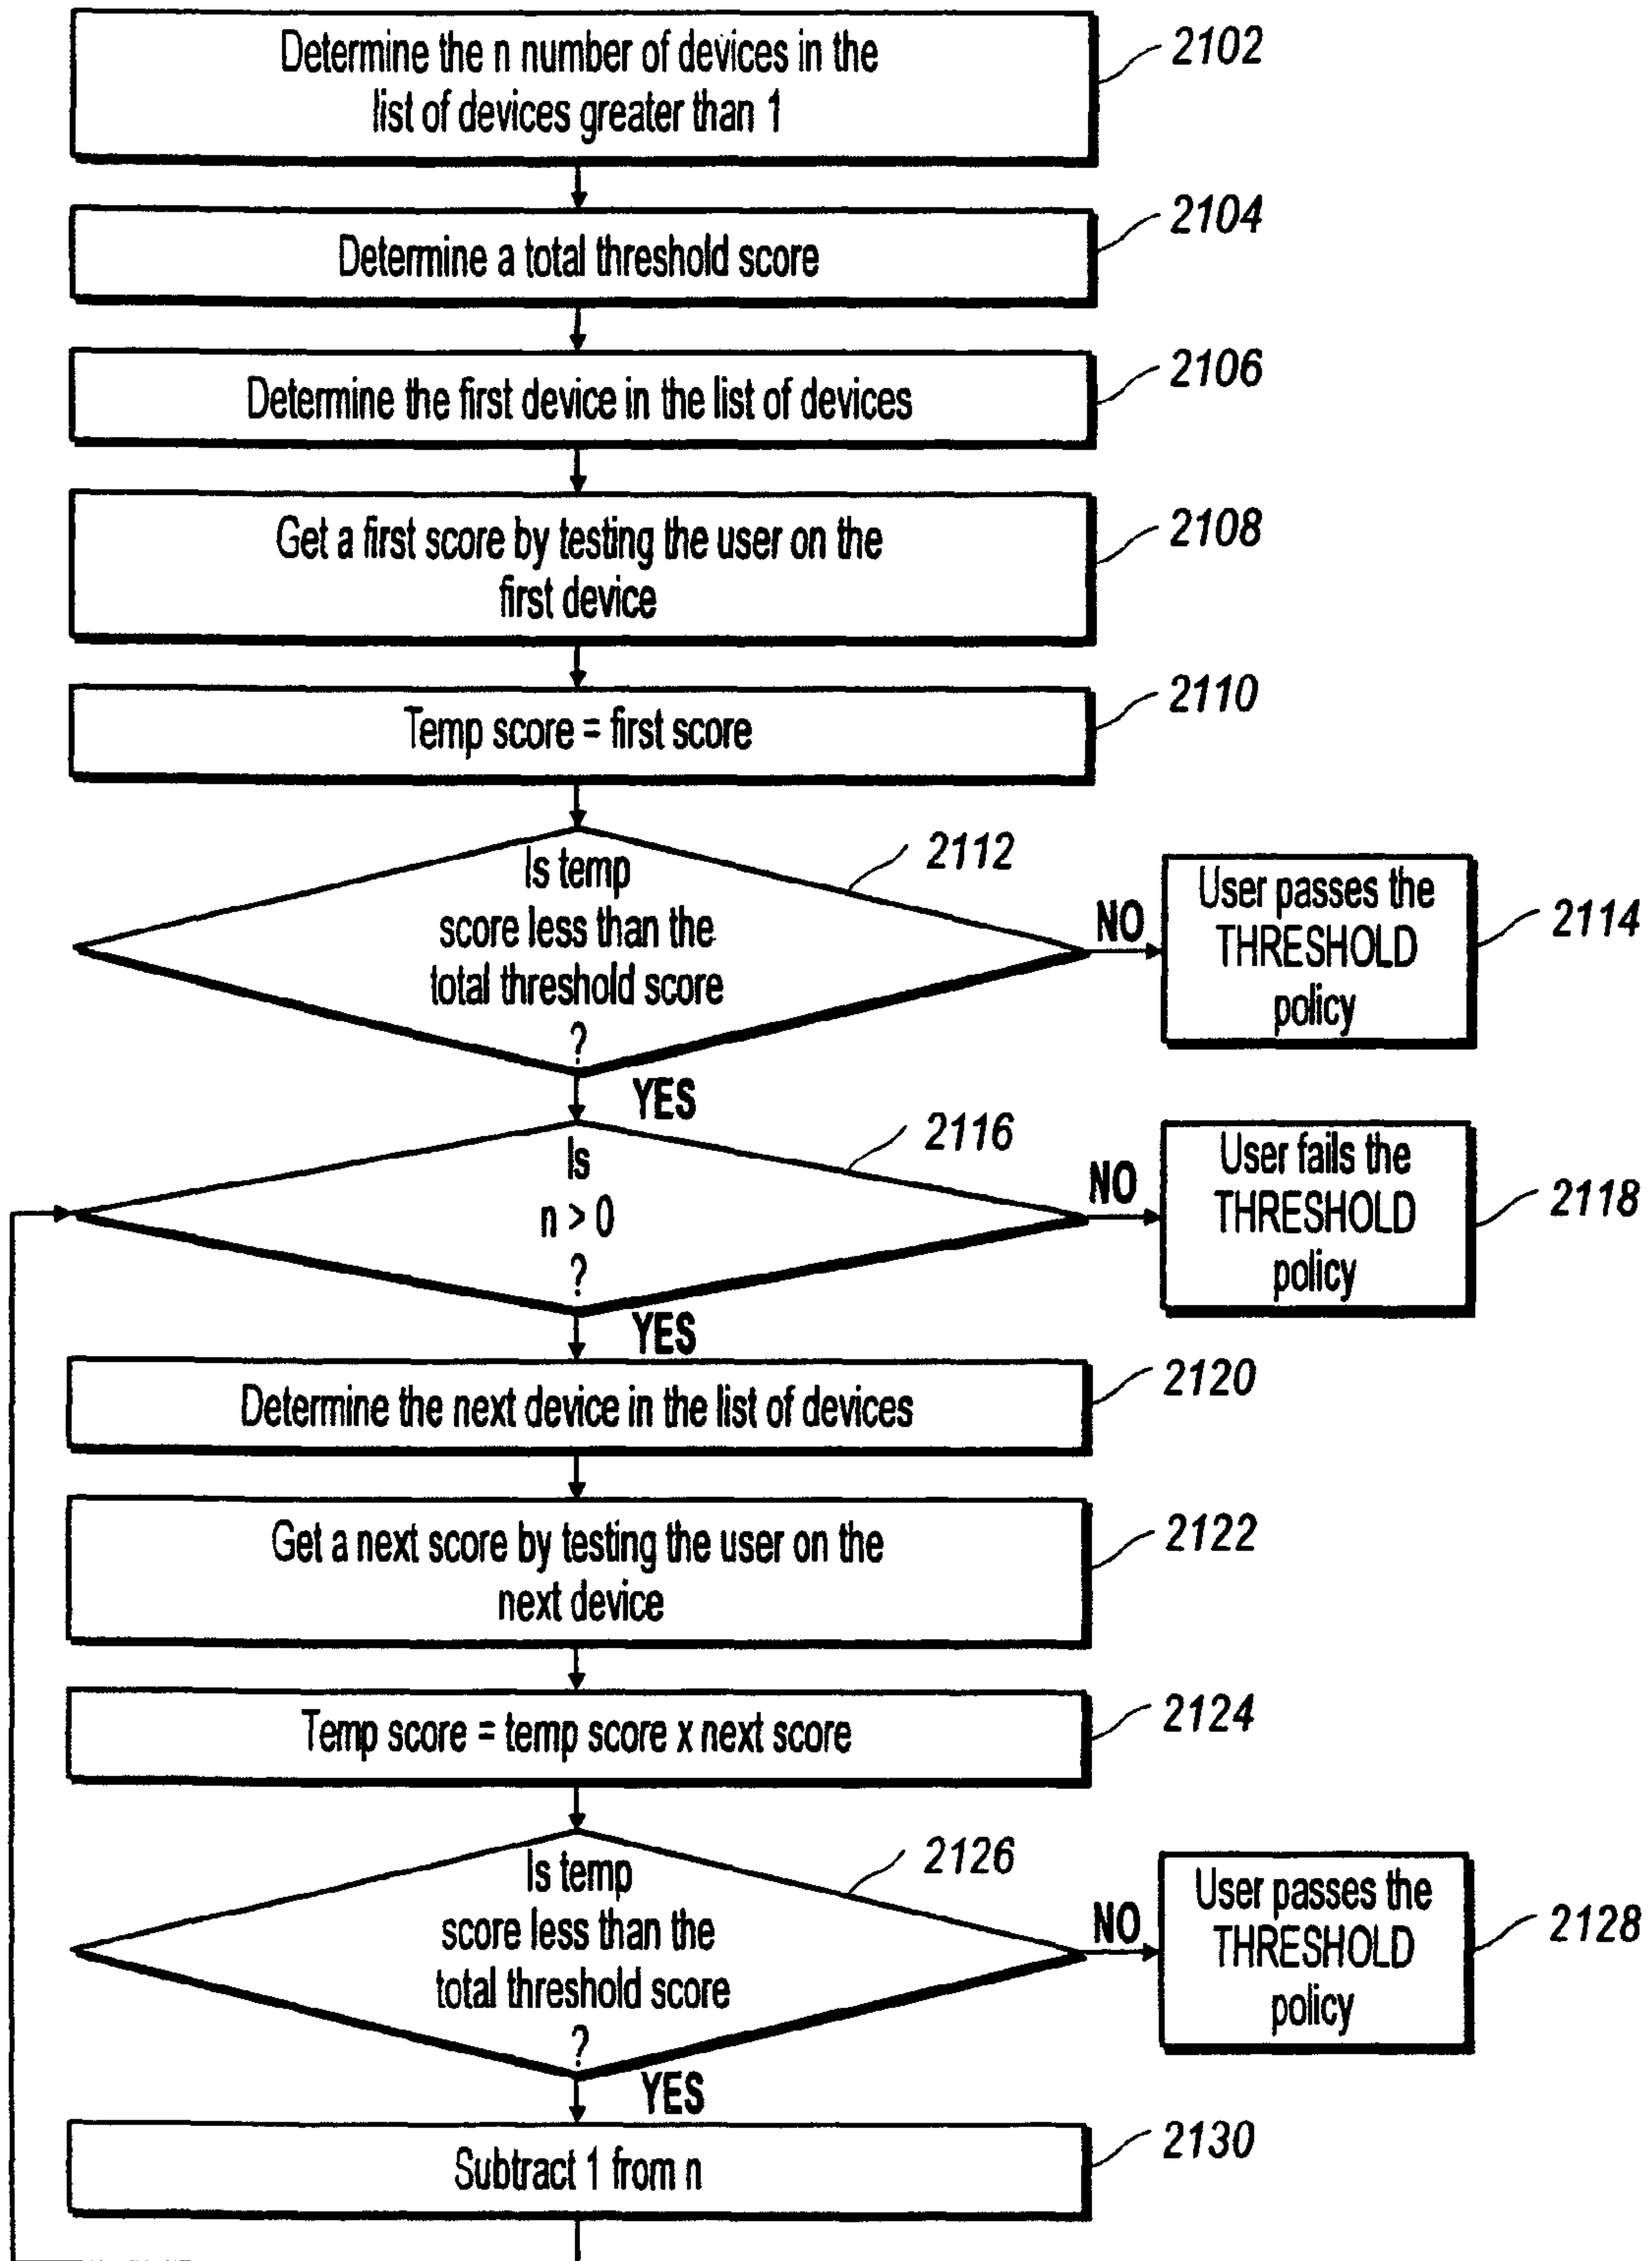 Determine the n number of devices in the
list of devices greater than 1
2102
Determine a total threshold score
2104
Determine the first device in the list of devices
2106
Get a first score by testing the user on the
first device
2108
Temp score = first score
2110
Is temp
score less than the
total threshold score
?
2112
NO
User passes the
THRESHOLD
policy
2114
YES
Is
n > 0
?
2116
NO
User fails the
THRESHOLD
policy
2118
YES
Determine the next device in the list of devices
2120
Get a next score by testing the user on the
next device
2122
Temp score = temp score x next score
2124
Is temp
score less than the
total threshold score
?
2126
NO
User passes the
THRESHOLD
policy
2128
YES
Subtract 1 from n
2130